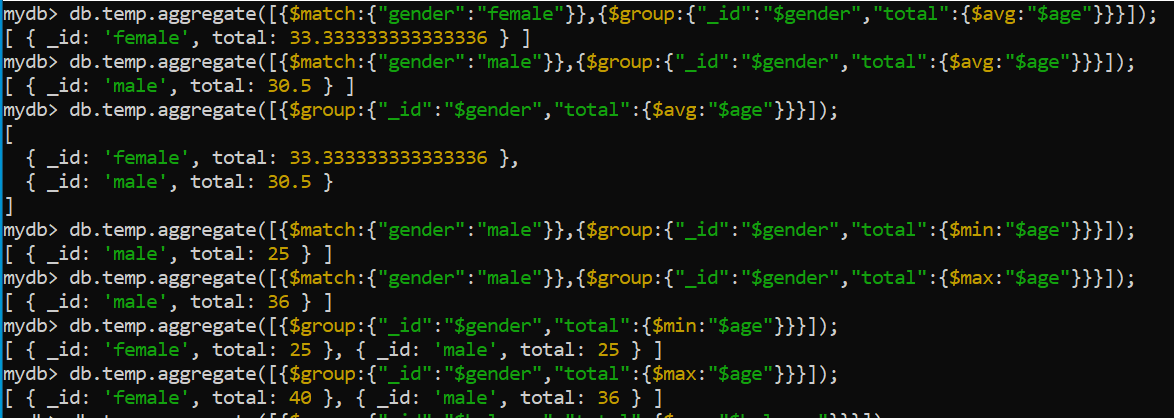 mydb> db.temp.aggregate([{$match:{"gender":"female"}},{$group:{"_id":"$gender","total":{$avg:"$age"}}}]);
[ { _id: 'female', total: 33.333333333333336 } ]
mydb> db.temp.aggregate([{$match:{"gender":"male"}},{$group:{"_id":"$gender","total":{$avg:"$age"}}}]);
[ { _id: 'male', total: 30.5 } ]
mydb> db.temp.aggregate([{$group:{"_id":"$gender","total":{$avg:"$age"}}}]);
[
  { _id: 'female', total: 33.333333333333336 },
  { _id: 'male', total: 30.5 }
]
mydb> db.temp.aggregate([{$match:{"gender":"male"}},{$group:{"_id":"$gender","total":{$min:"$age"}}}]);
[ { _id: 'male', total: 25 } ]
mydb> db.temp.aggregate([{$match:{"gender":"male"}},{$group:{"_id":"$gender","total":{$max:"$age"}}}]);
[ { _id: 'male', total: 36 } ]
mydb> db.temp.aggregate([{$group:{"_id":"$gender","total":{$min:"$age"}}}]);
[ { _id: 'female', total: 25 }, { _id: 'male', total: 25 } ]
mydb> db.temp.aggregate([{$group:{"_id":"$gender","total":{$max:"$age"}}}]);
[ { _id: 'female', total: 40 }, { _id: 'male', total: 36 } ]